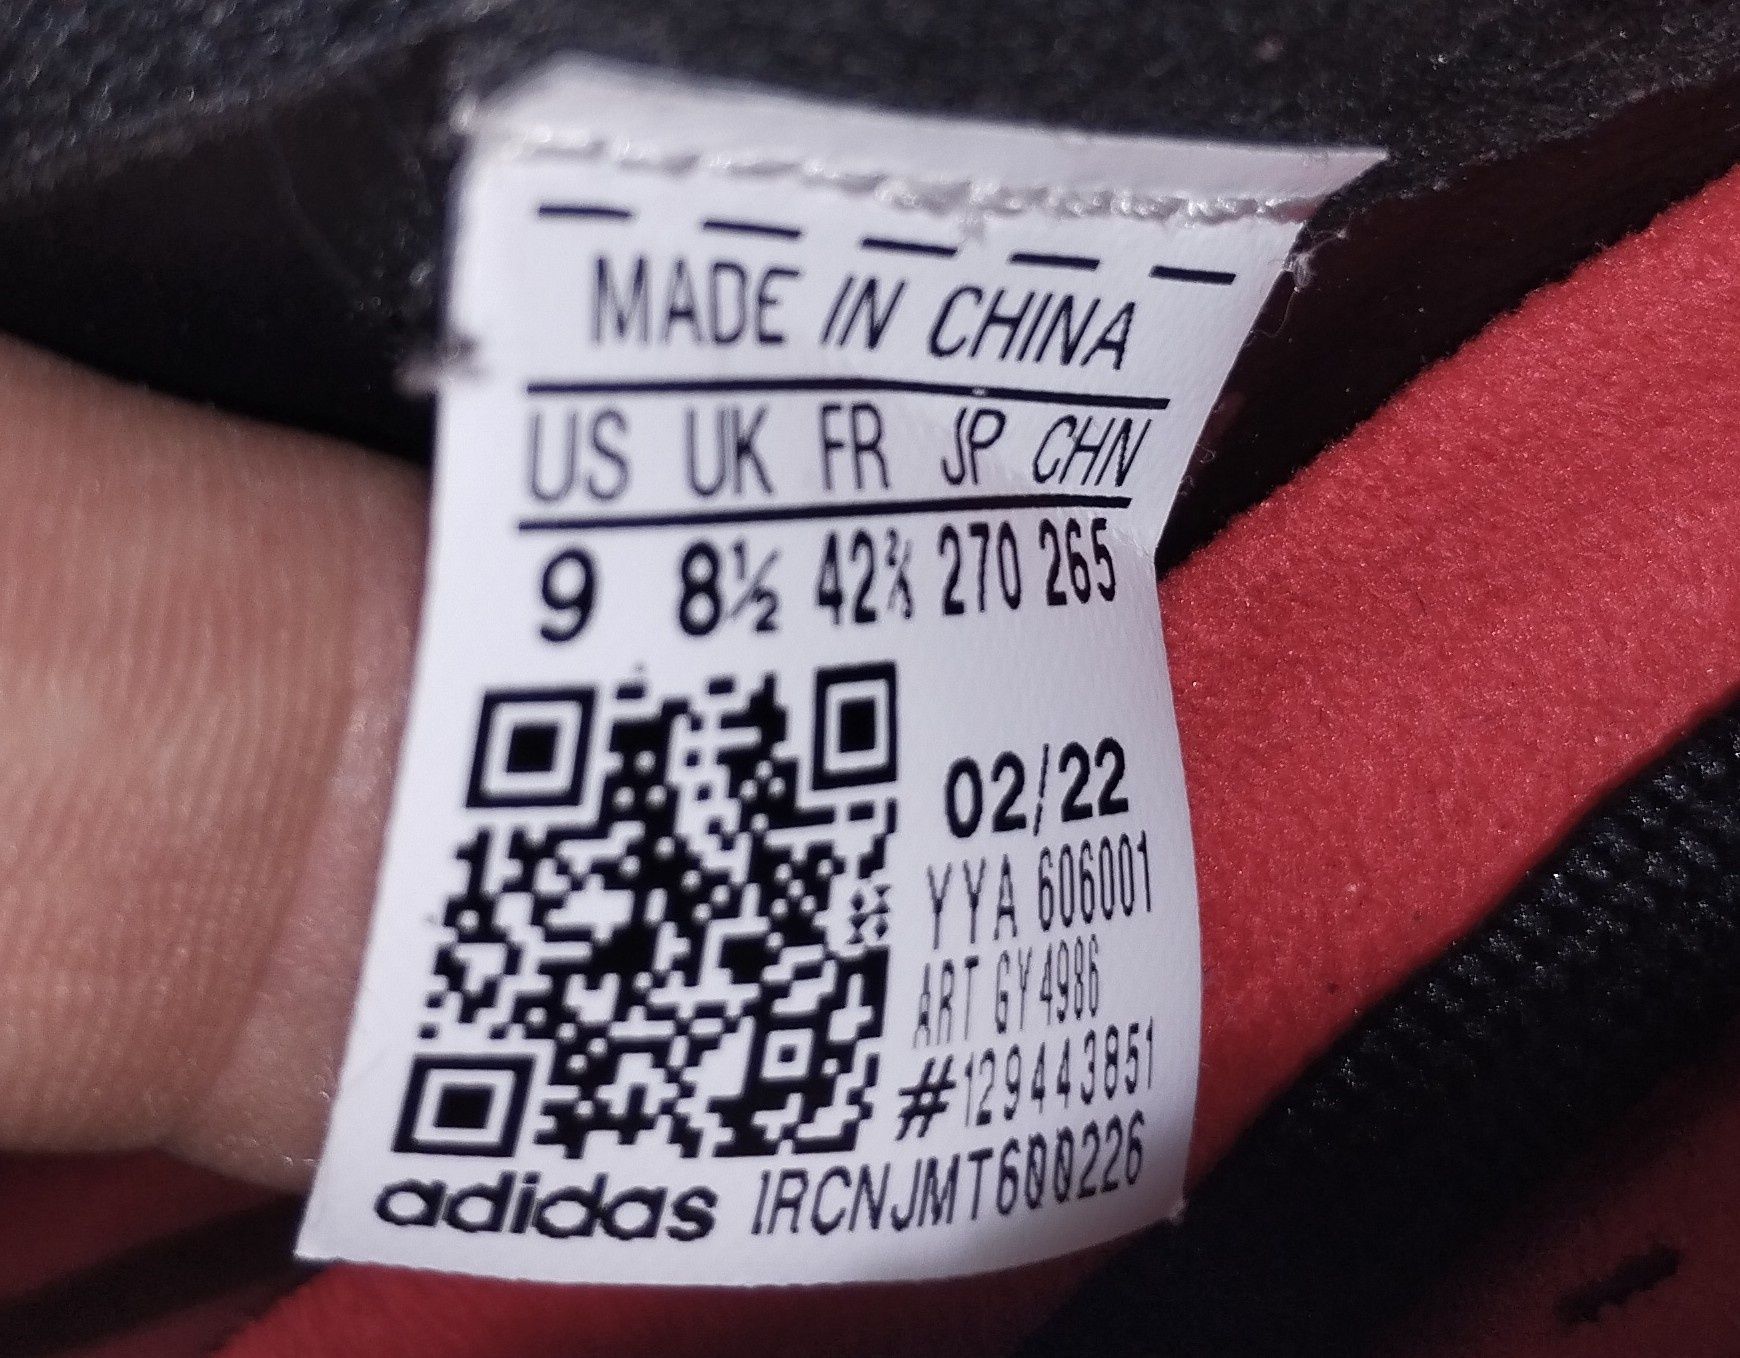 MADE IN CHINA
US UK FR JP CHN
9 8½ 42⅔ 270 265
02/22
YYA 606001
ART GY4986
#129443851
adidas IRCNJMT600226